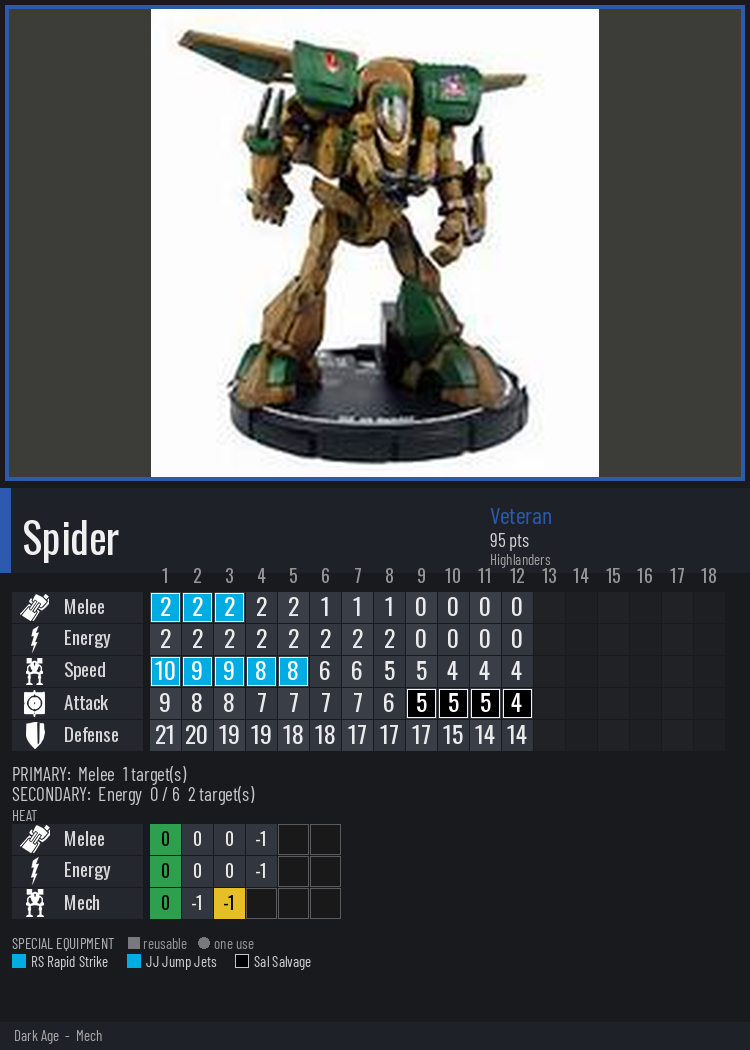 Spider
Veteran
95 pts
Highlanders
1 2 3 4 5 6 7 8 9 10 11 12 13 14 15 16 17 18
Melee 2 2 2 2 2 1 1 1 0 0 0 0
Energy 2 2 2 2 2 2 2 2 0 0 0 0
Speed 10 9 9 8 8 6 6 5 5 4 4 4
Attack 9 8 8 7 7 7 7 6 5 5 5 4
Defense 21 20 19 19 18 18 17 17 17 15 14 14
PRIMARY: Melee 1 target(s)
SECONDARY: Energy 0 / 6 2 target(s)
HEAT
Melee 0 0 0 -1
Energy 0 0 0 -1
Mech 0 -1 -1
SPECIAL EQUIPMENT reusable one use
RS Rapid Strike JJ Jump Jets Sal Salvage
Dark Age - Mech